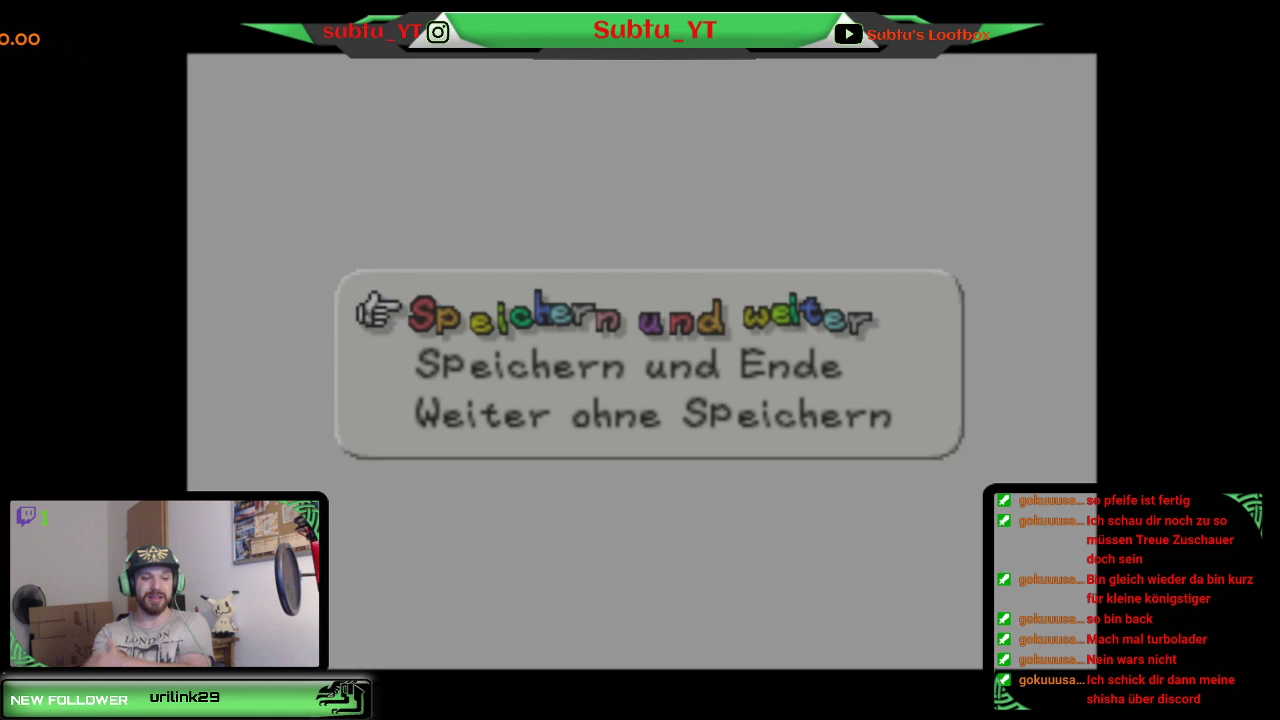 0.00
subtu_YT
Subtu_YT
Subtu's Lootbox
Speichern und weiter
Speichern und Ende
Weiter ohne Speichern
LONDON
NEW FOLLOWER urilink29
gokuuusa... so pfeife ist fertig
gokuuusa... Ich schau dir noch zu so
müssen Treue Zuschauer
doch sein
gokuuusa... Bin gleich wieder da bin kurz
für kleine königstiger
gokuuusa... so bin back
gokuuusa... Mach mal turbolader
gokuuusa... Nein wars nicht
gokuuusa... Ich schick dir dann meine
shisha über discord